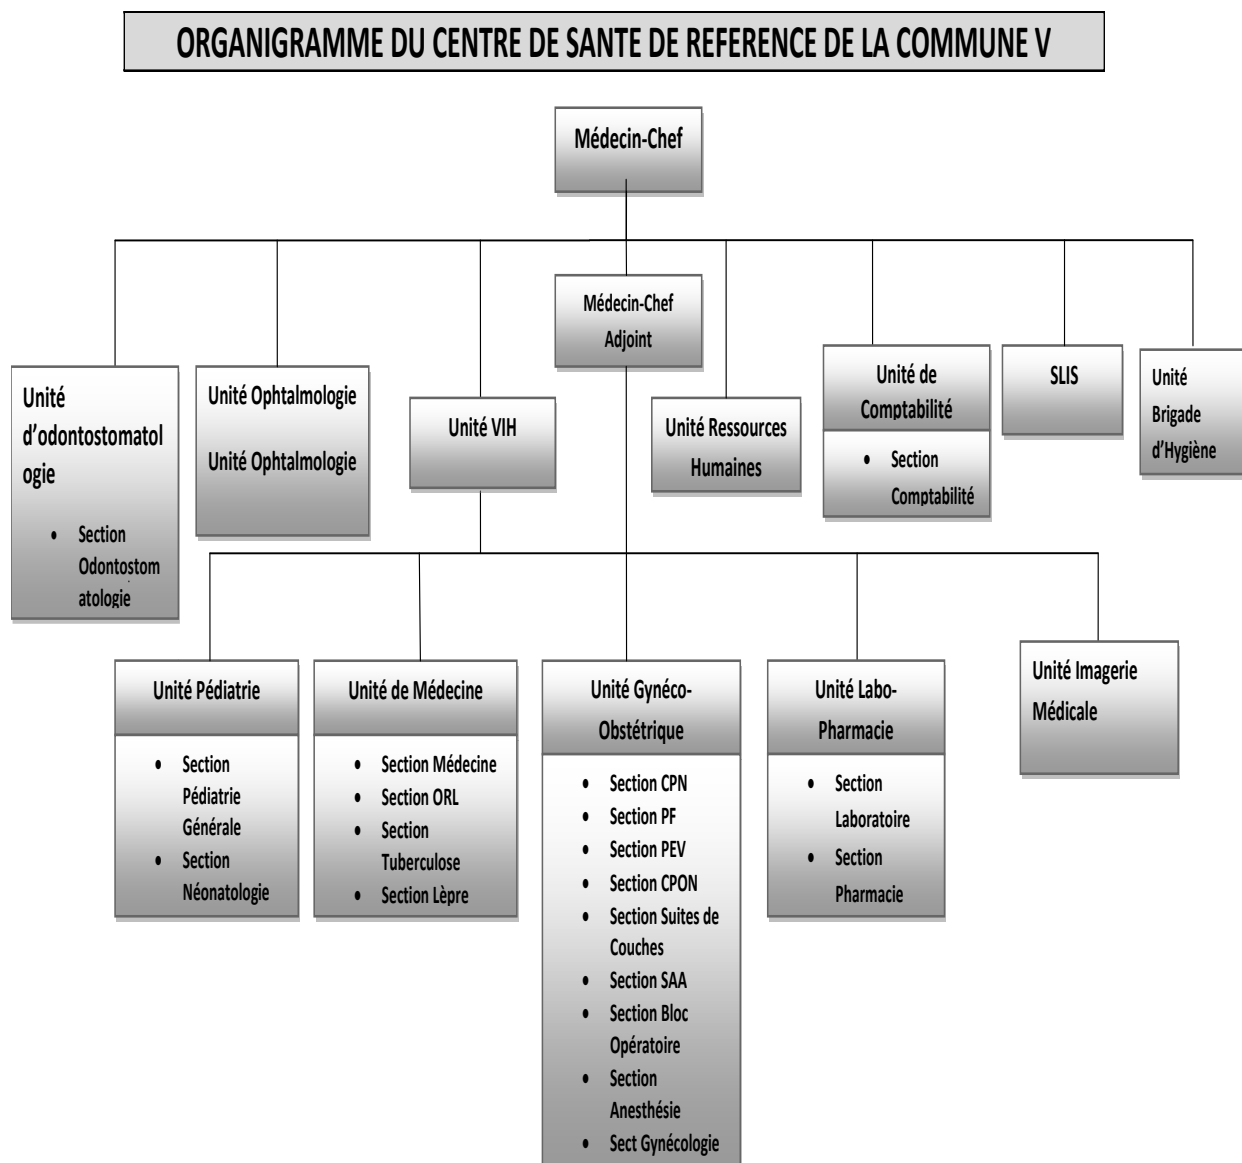 ORGANIGRAMME DU CENTRE DE SANTE DE REFERENCE DE LA COMMUNE V
Médecin-Chef
Médecin-Chef
Adjoint
Unité
d'odontostomatol
ogie
• Section
Odontostom
atologie
Unité Ophtalmologie
Unité Ophtalmologie
Unité VIH
Unité Ressources
Humaines
Unité de
Comptabilité
• Section
Comptabilité
SLIS
Unité
Brigade
d'Hygiène
Unité Pédiatrie
• Section
Pédiatrie
Générale
• Section
Néonatologie
Unité de Médecine
• Section Médecine
• Section ORL
• Section
Tuberculose
• Section Lèpre
Unité Gynéco-
Obstétrique
• Section CPN
• Section PF
• Section PEV
• Section CPON
• Section Suites de
Couches
• Section SAA
• Section Bloc
Opératoire
• Section
Anesthésie
• Sect Gynécologie
Unité Labo-
Pharmacie
• Section
Laboratoire
• Section
Pharmacie
Unité Imagerie
Médicale